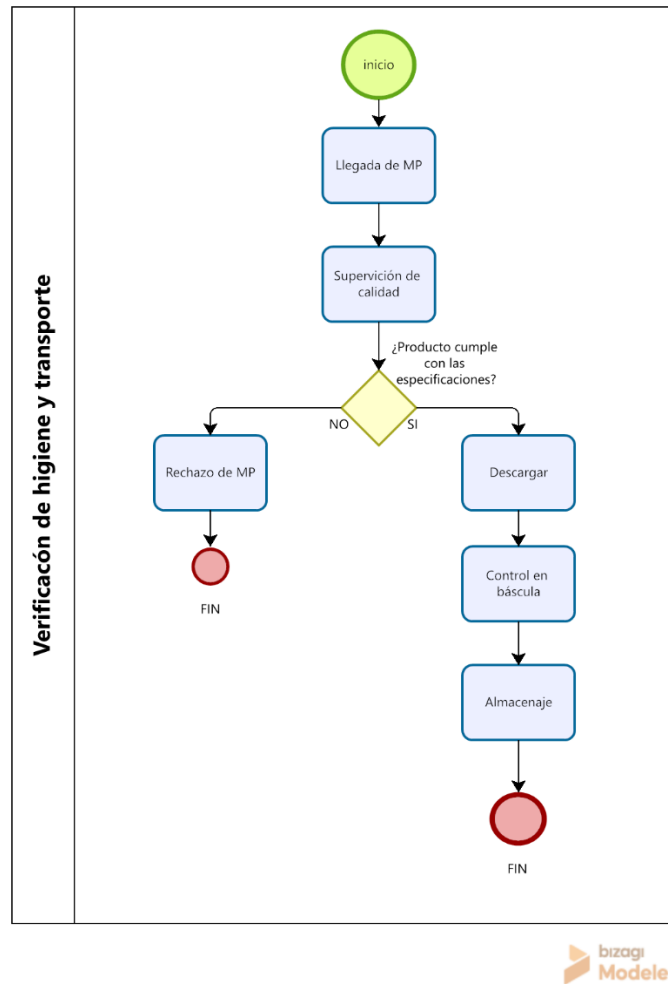 Verificacón de higiene y transporte
inicio
Llegada de MP
Supervición de
calidad
¿Producto cumple
con las
especificaciones?
NO
SI
Rechazo de MP
Descargar
FIN
Control en
báscula
Almacenaje
FIN
bizagi
Modele